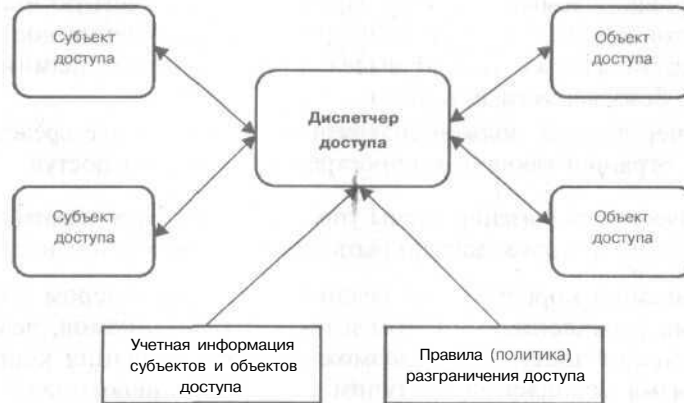 Субъект
доступа
Объект
доступа
Диспетчер
доступа
Субъект
доступа
Объект
доступа
Учетная информация
субъектов и объектов
доступа
Правила (политика)
разграничения доступа